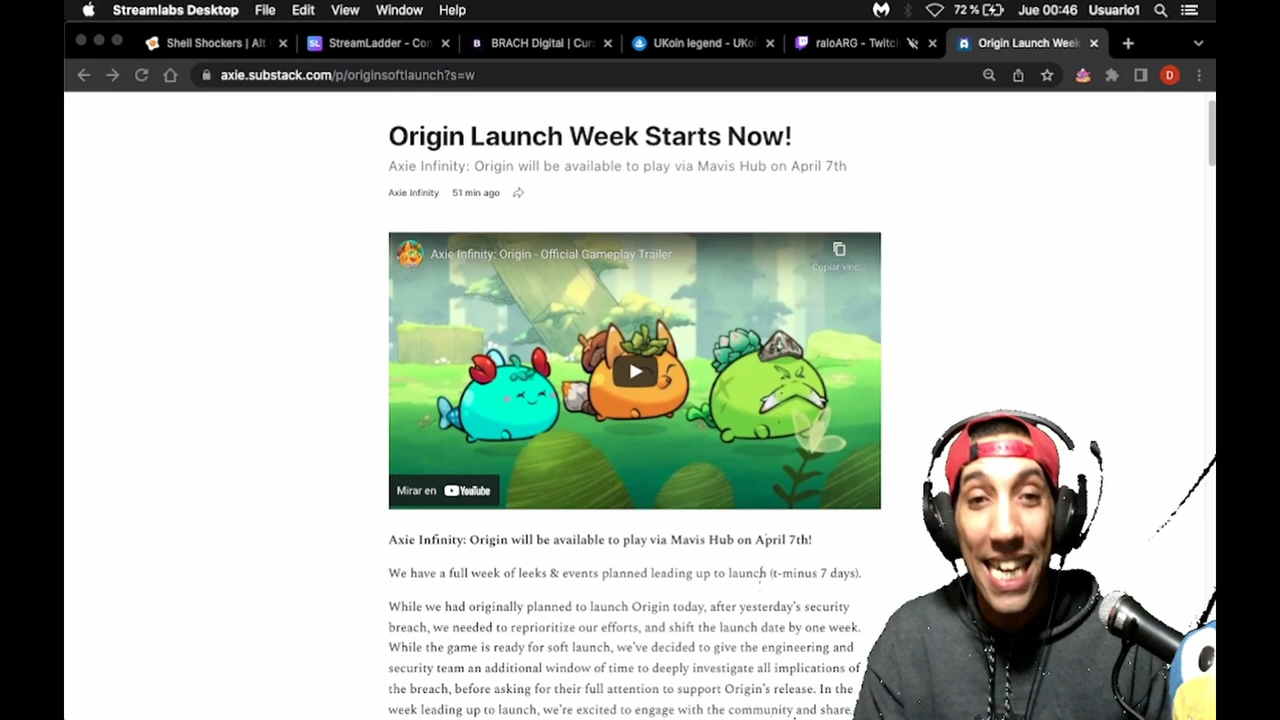 Streamlabs Desktop File Edit View Window Help 72 % Jue 00:46 Usuario1
Shell Shockers | Alt StreamLadder - Con BRACH Digital | Cur UKoin legend - UKo raloARG - Twitch Origin Launch Week
axie.substack.com/p/originsoftlaunch?s=w D
Origin Launch Week Starts Now!
Axie Infinity: Origin will be available to play via Mavis Hub on April 7th
Axie Infinity 51 min ago
Axie Infinity: Origin - Official Gameplay Trailer
Copiar vínc...
Mirar en YouTube
Axie Infinity: Origin will be available to play via Mavis Hub on April 7th!
We have a full week of leeks & events planned leading up to launch (t-minus 7 days).
While we had originally planned to launch Origin today, after yesterday's security
breach, we needed to reprioritize our efforts, and shift the launch date by one week.
While the game is ready for soft launch, we've decided to give the engineering and
security team an additional window of time to deeply investigate all implications of
the breach, before asking for their full attention to support Origin's release. In the
week leading up to launch, we're excited to engage with the community and share